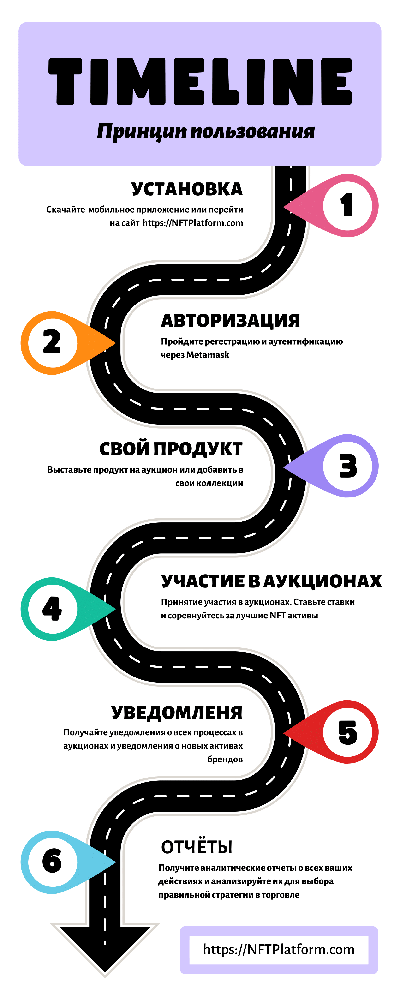 TIMELINE
Принцип пользования
1
УСТАНОВКА
Скачайте мобильное приложение или перейти
на сайт https://NFTPlatform.com
2
АВТОРИЗАЦИЯ
Пройдите регестрацию и аутентификацию
через Metamask
3
СВОЙ ПРОДУКТ
Выставьте продукт на аукцион или добавить в
свои коллекции
4
УЧАСТИЕ В АУКЦИОНАХ
Принятие участия в аукционах. Ставьте ставки
и соревнуйтесь за лучшие NFT активы
5
УВЕДОМЛЕНЯ
Получайте уведомления о всех процессах в
аукционах и уведомления о новых активах
брендов
6
ОТЧЁТЫ
Получите аналитические отчеты о всех ваших
действиях и анализируйте их для выбора
правильной стратегии в торговле
https://NFTPlatform.com